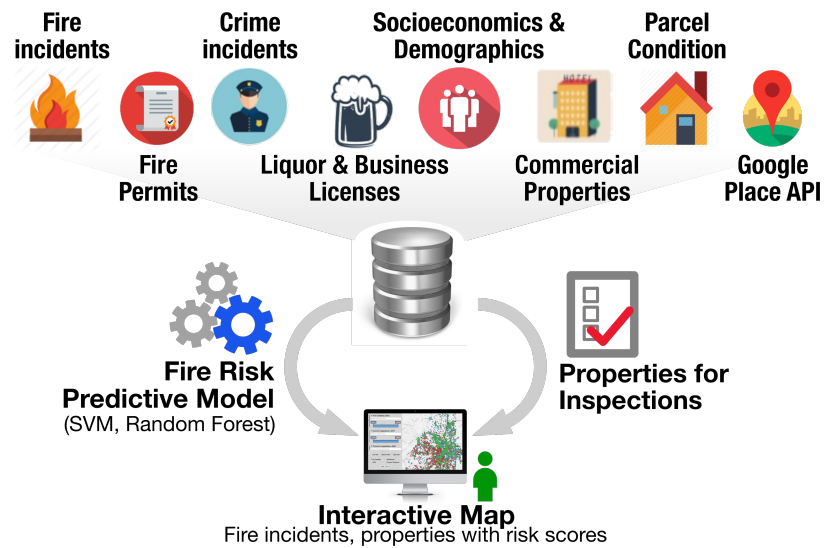 Fire
incidents
Crime
incidents
Socioeconomics &
Demographics
Parcel
Condition
HOTEL
Fire
Permits
Liquor & Business
Licenses
Commercial
Properties
Google
Place API
Fire Risk
Predictive Model
(SVM, Random Forest)
Properties for
Inspections
Interactive Map
Fire incidents, properties with risk scores